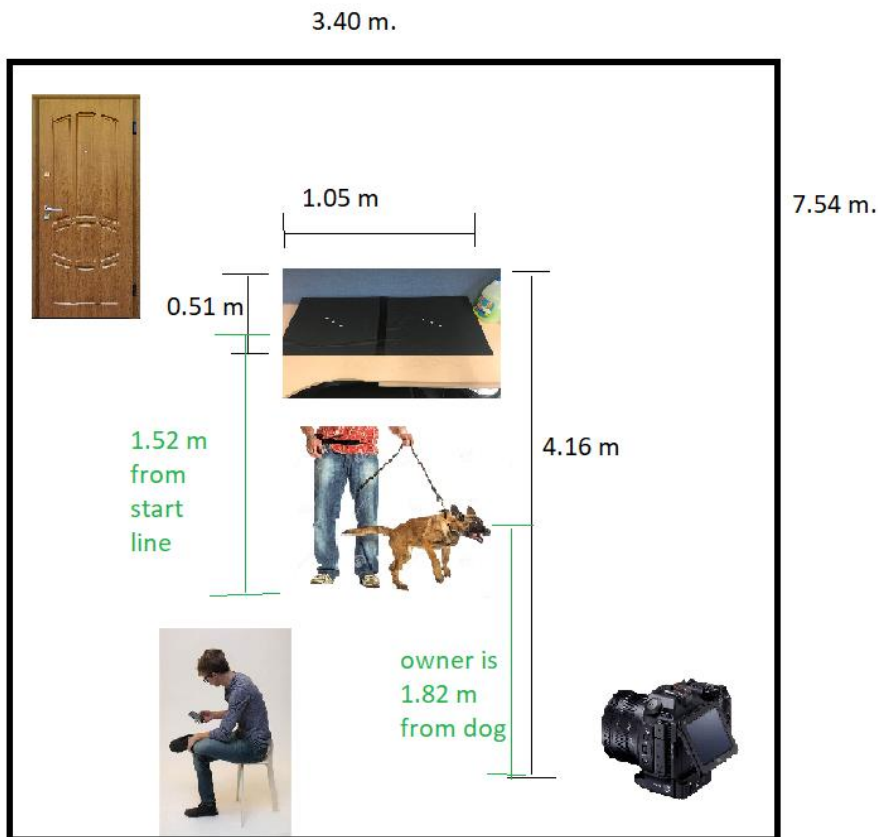 3.40 m.
1.05 m
7.54 m.
0.51 m
1.52 m
from
start
line
4.16 m
owner is
1.82 m
from dog